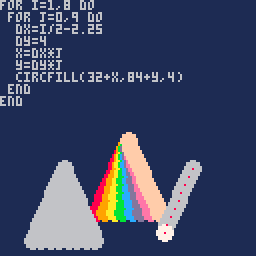 FOR I=1,8 DO
FOR J=0,9 DO
DX=I/2-2.25
DY=4
X=DX*J
Y=DY*J
CIRCFILL(32+X,84+Y,4)
END
END